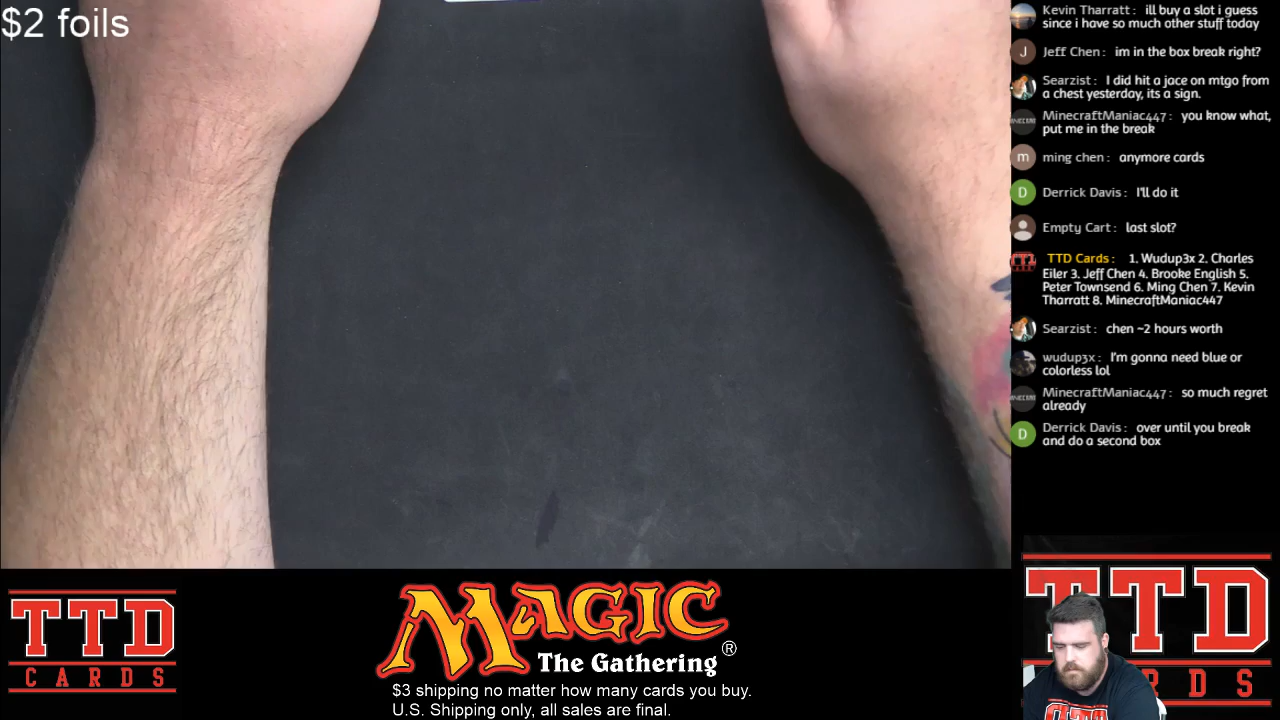 $2 foils
Kevin Tharratt : ill buy a slot i guess
since i have so much other stuff today
J
Jeff Chen : im in the box break right?
Searzist : I did hit a jace on mtgo from
a chest yesterday, its a sign.
MinecraftManiac447 : you know what,
put me in the break
m
ming chen : anymore cards
D
Derrick Davis : I'll do it
Empty Cart : last slot?
TTD Cards : 1. Wudup3x 2. Charles
Eiler 3. Jeff Chen 4. Brooke English 5.
Peter Townsend 6. Ming Chen 7. Kevin
Tharratt 8. MinecraftManiac447
Searzist : chen ~2 hours worth
wudup3x : I'm gonna need blue or
colorless lol
MinecraftManiac447 : so much regret
already
D
Derrick Davis : over until you break
and do a second box
TTD
CARDS
MAGIC
The Gathering®
$3 shipping no matter how many cards you buy.
U.S. Shipping only, all sales are final.
TTD
RDS